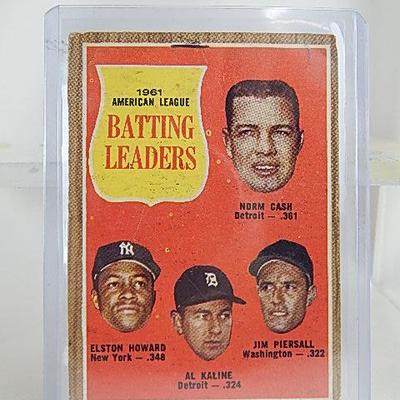 1961
AMERICAN LEAGUE
BATTING
LEADERS
NORM CASH
Detroit — .361
NY
ELSTON HOWARD
New York — .348
D
AL KALINE
Detroit — .324
JIM PIERSALL
Washington — .322